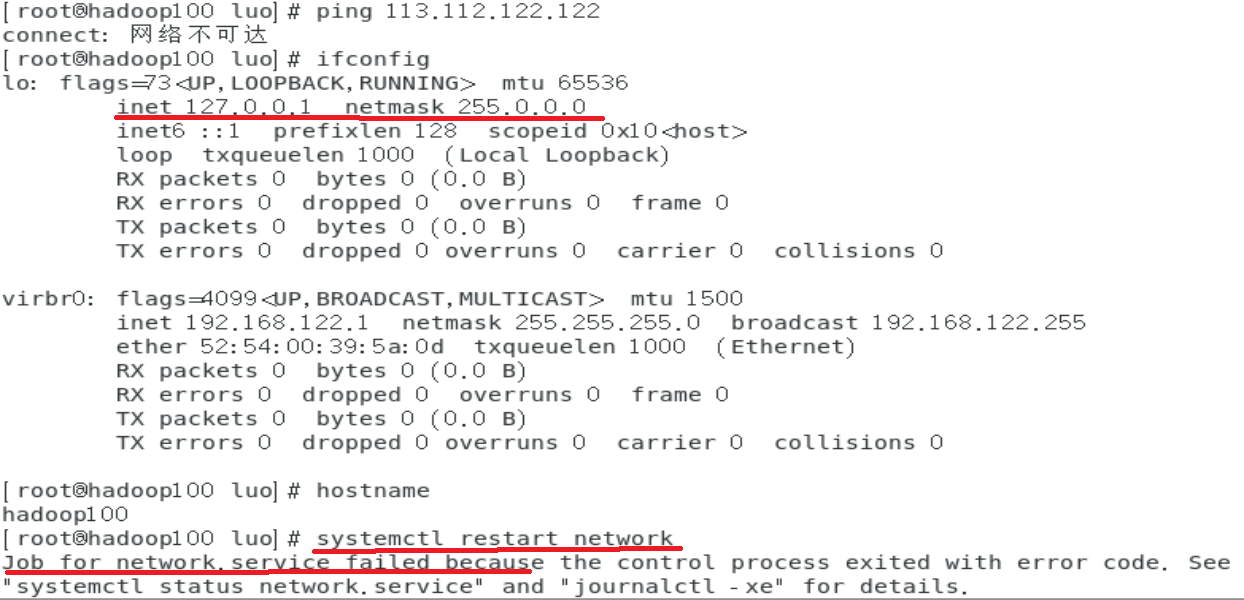 [root@hadoop100 luo]# ping 113.112.122.122
connect: 网络不可达
[root@hadoop100 luo]# ifconfig
lo: flags=73<UP,LOOPBACK,RUNNING> mtu 65536
inet 127.0.0.1 netmask 255.0.0.0
inet6 ::1 prefixlen 128 scopeid 0x10<host>
loop txqueuelen 1000 (Local Loopback)
RX packets 0 bytes 0 (0.0 B)
RX errors 0 dropped 0 overruns 0 frame 0
TX packets 0 bytes 0 (0.0 B)
TX errors 0 dropped 0 overruns 0 carrier 0 collisions 0
virbr0: flags=4099<UP,BROADCAST,MULTICAST> mtu 1500
inet 192.168.122.1 netmask 255.255.255.0 broadcast 192.168.122.255
ether 52:54:00:39:5a:0d txqueuelen 1000 (Ethernet)
RX packets 0 bytes 0 (0.0 B)
RX errors 0 dropped 0 overruns 0 frame 0
TX packets 0 bytes 0 (0.0 B)
TX errors 0 dropped 0 overruns 0 carrier 0 collisions 0
[root@hadoop100 luo]# hostname
hadoop100
[root@hadoop100 luo]# systemctl restart network
Job for network.service failed because the control process exited with error code. See
"systemctl status network.service" and "journalctl -xe" for details.